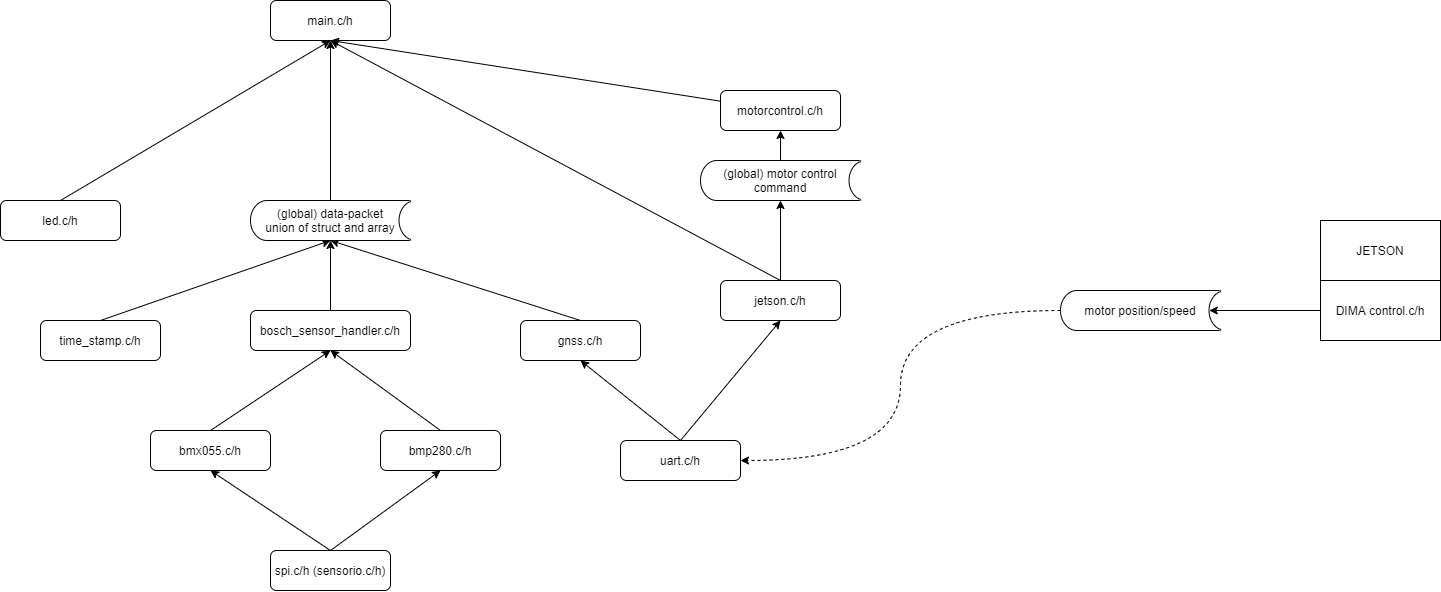 main.c/h
motorcontrol.c/h
(global) motor control
command
led.c/h
(global) data-packet
union of struct and array
JETSON
jetson.c/h
motor position/speed
DIMA control.c/h
time_stamp.c/h
bosch_sensor_handler.c/h
gnss.c/h
bmx055.c/h
bmp280.c/h
uart.c/h
spi.c/h (sensorio.c/h)